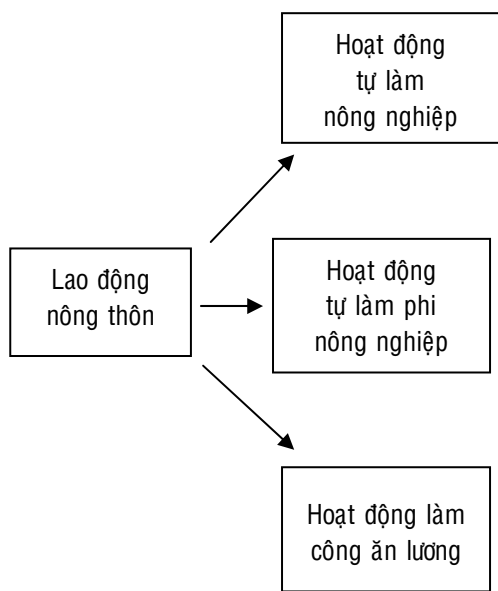 Hoạt động
tự làm
nông nghiệp
Lao động
nông thôn
Hoạt động
tự làm phi
nông nghiệp
Hoạt động làm
công ăn lương